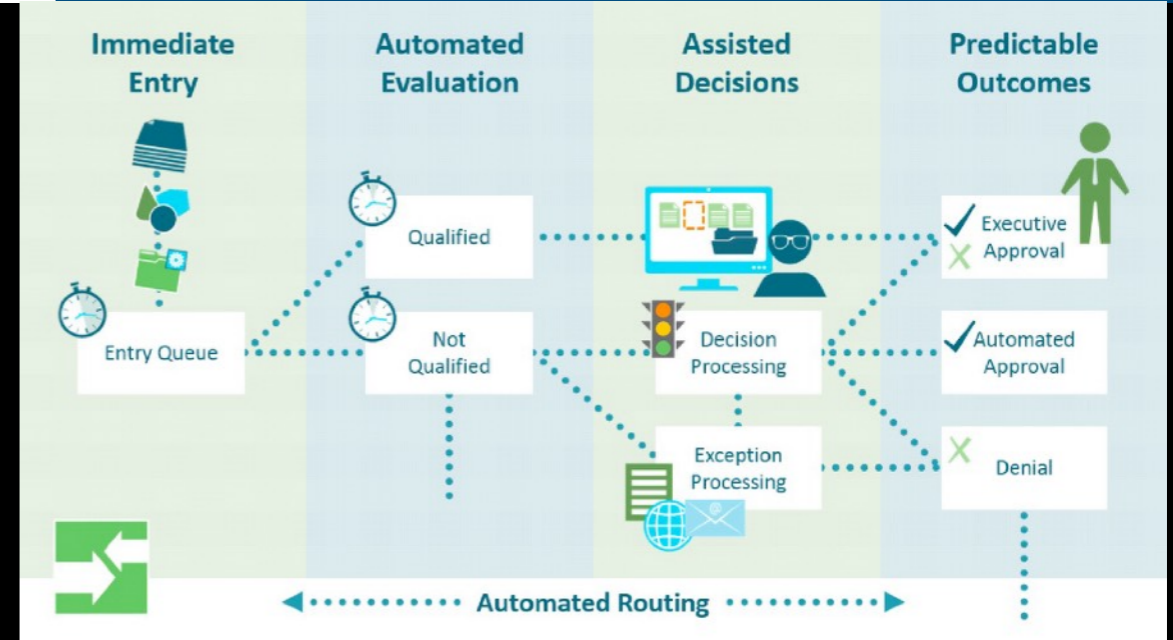 Immediate
Entry
Automated
Evaluation
Assisted
Decisions
Predictable
Outcomes
Qualified
Executive
Approval
Entry Queue
Not
Qualified
Decision
Processing
Automated
Approval
Exception
Processing
@
Denial
Automated Routing